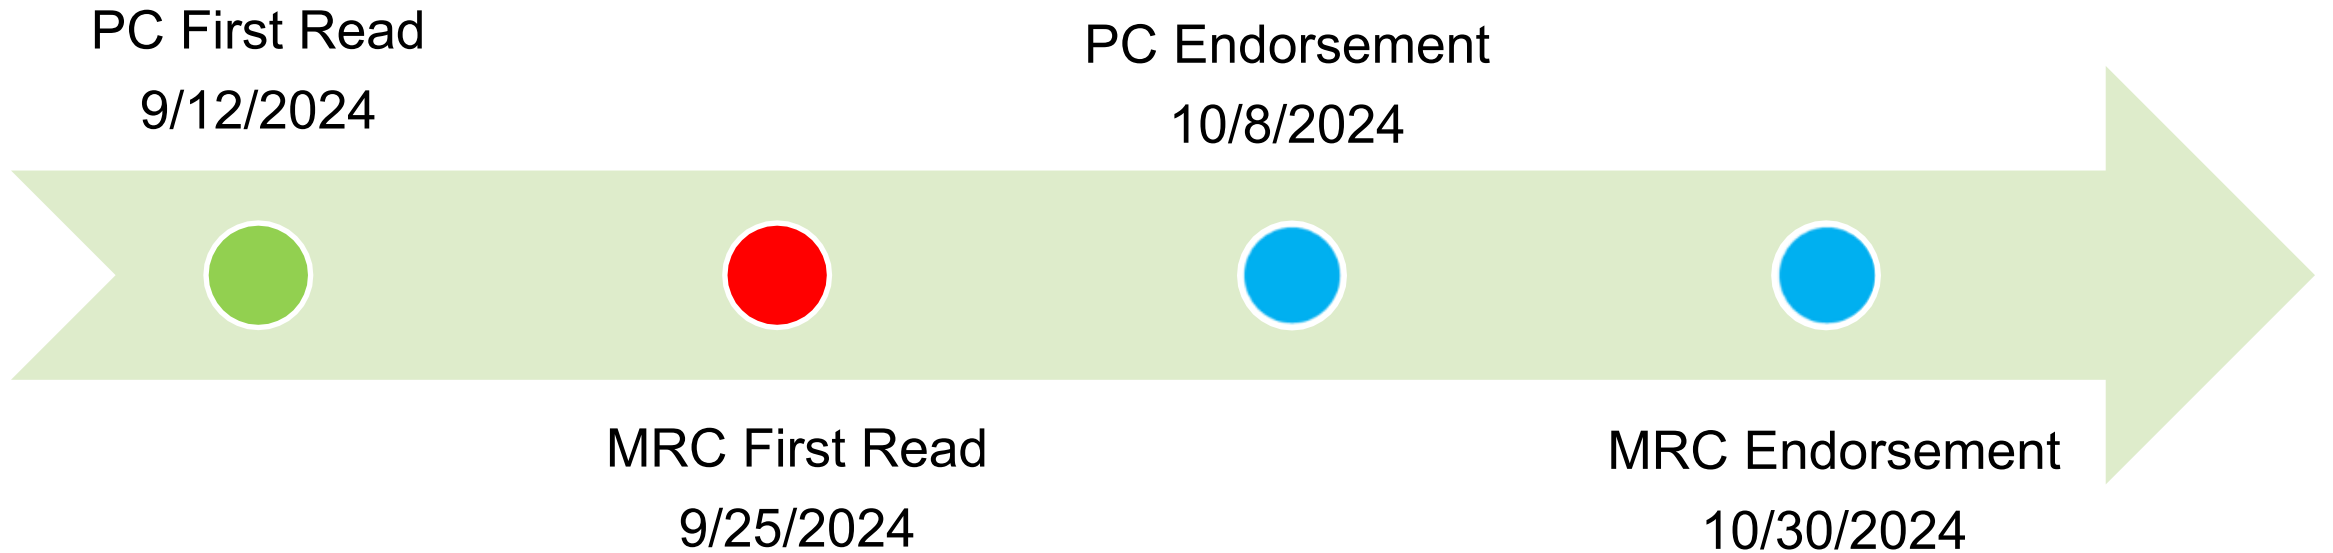 PC First Read
9/12/2024
MRC First Read
9/25/2024
PC Endorsement
10/8/2024
MRC Endorsement
10/30/2024